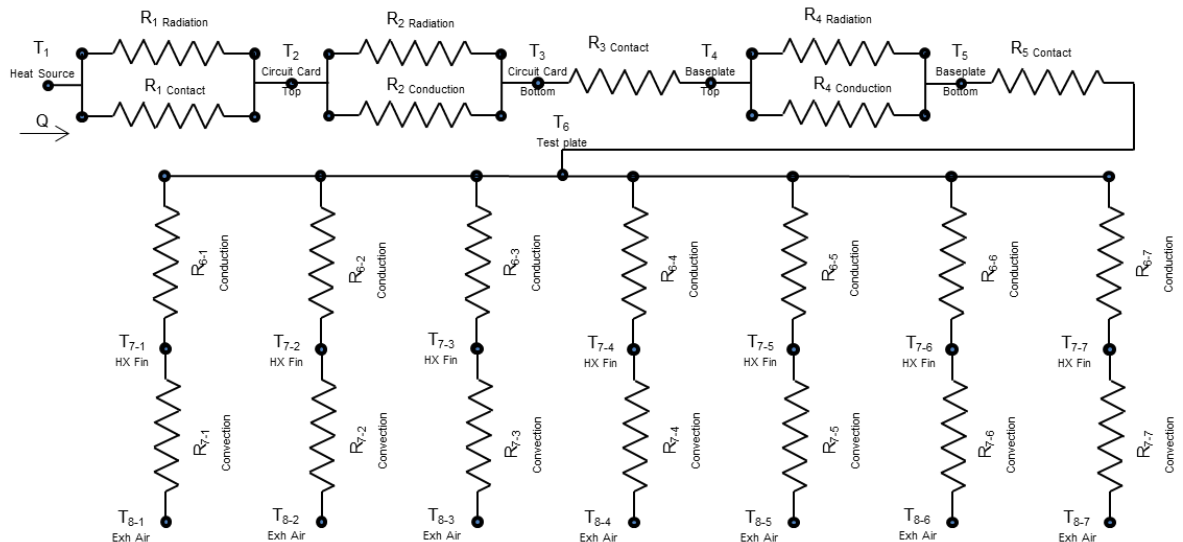 R1 Radiation
R2 Radiation
R4 Radiation
T1
T2
T3
R3 Contact
T4
T5
R5 Contact
Heat Source
Circuit Card
Top
Circuit Card
Bottom
Baseplate
Top
Baseplate
Bottom
R1 Contact
R2 Conduction
R4 Conduction
Q
T6
Test plate
R6-1
Conduction
R6-2
Conduction
R6-3
Conduction
R6-4
Conduction
R6-5
Conduction
R6-6
Conduction
R6-7
Conduction
T7-1
HX Fin
T7-2
HX Fin
T7-3
HX Fin
T7-4
HX Fin
T7-5
HX Fin
T7-6
HX Fin
T7-7
HX Fin
R7-1
Convection
R7-2
Convection
R7-3
Convection
R7-4
Convection
R7-5
Convection
R7-6
Convection
R7-7
Convection
T8-1
Exh Air
T8-2
Exh Air
T8-3
Exh Air
T8-4
Exh Air
T8-5
Exh Air
T8-6
Exh Air
T8-7
Exh Air